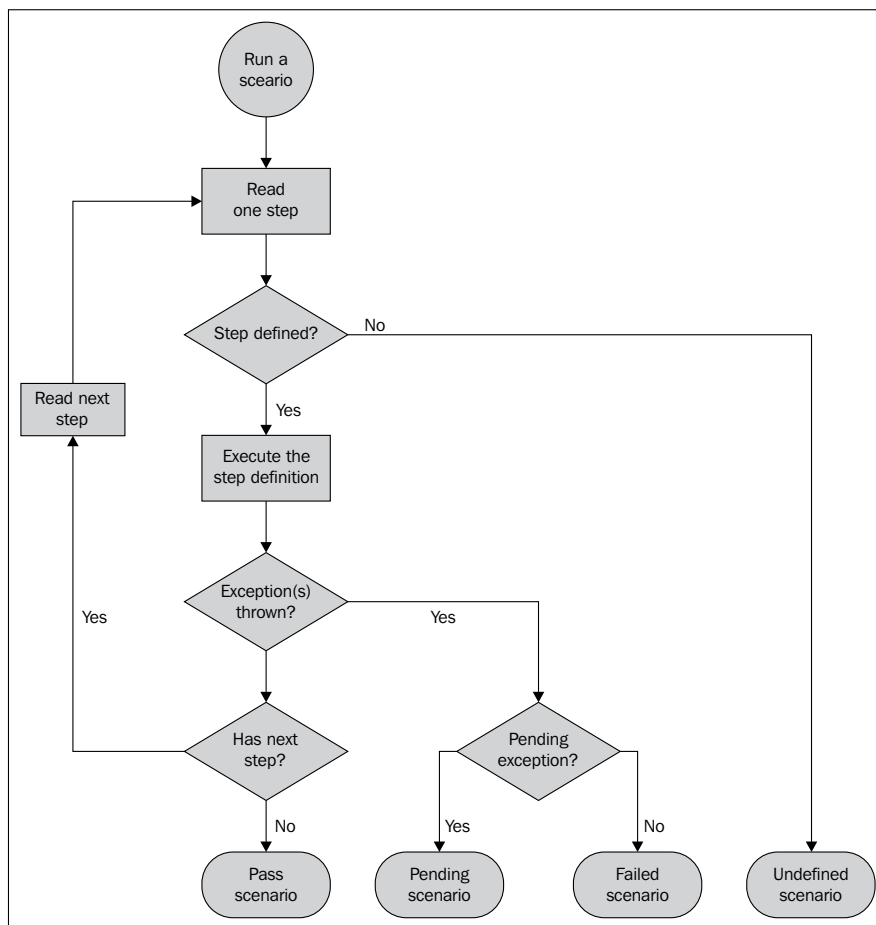 Run a
sceario
Read
one step
Step defined?
No
Read next
step
Yes
Execute the
step definition
Exception(s)
thrown?
Yes
Yes
Has next
step?
Pending
exception?
No
Yes
No
Pass
scenario
Pending
scenario
Failed
scenario
Undefined
scenario